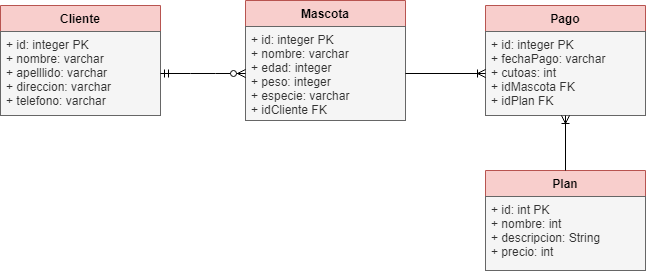 Cliente
+ id: integer PK
+ nombre: varchar
+ apelllido: varchar
+ direccion: varchar
+ telefono: varchar
Mascota
+ id: integer PK
+ nombre: varchar
+ edad: integer
+ peso: integer
+ especie: varchar
+ idCliente FK
Pago
+ id: integer PK
+ fechaPago: varchar
+ cutoas: int
+ idMascota FK
+ idPlan FK
Plan
+ id: int PK
+ nombre: int
+ descripcion: String
+ precio: int